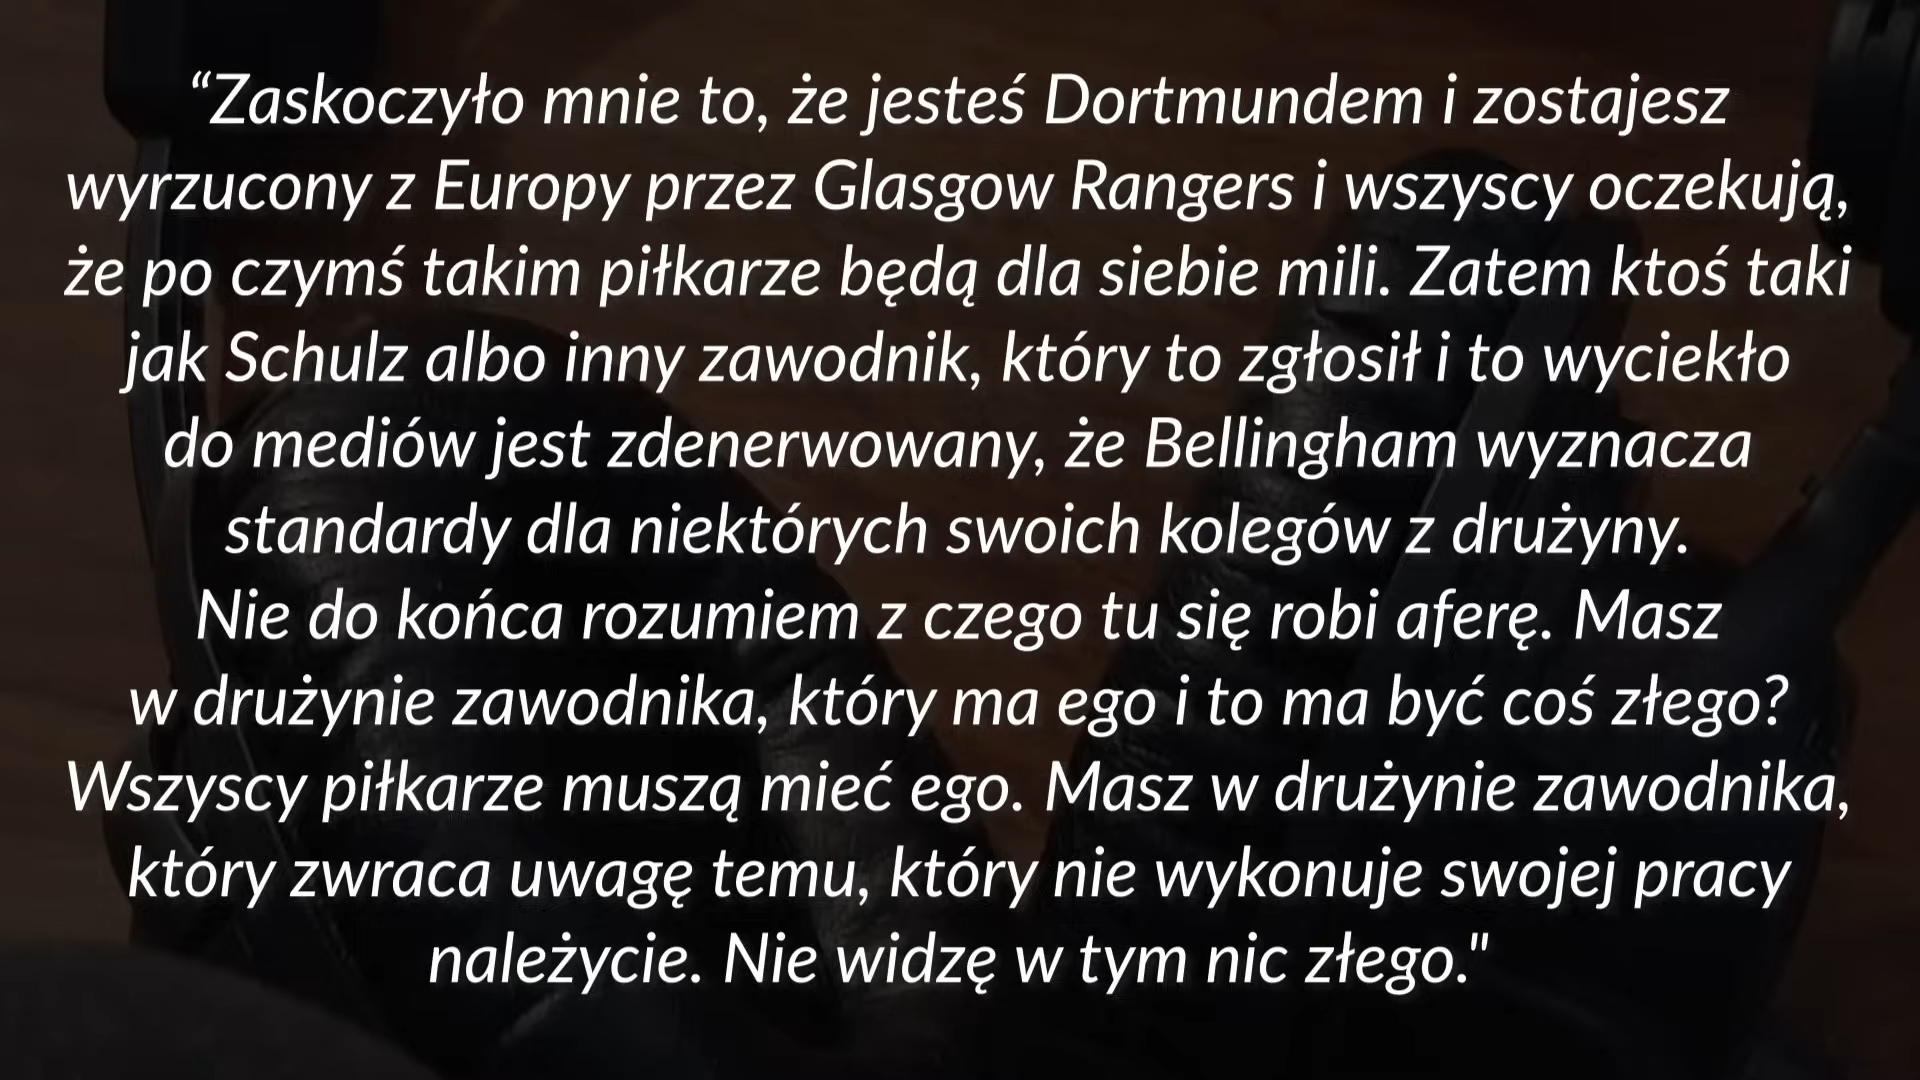 “Zaskoczyło mnie to, że jesteś Dortmundem i zostajesz
wyrzucony z Europy przez Glasgow Rangers i wszyscy oczekują,
że po czymś takim piłkarze będą dla siebie mili. Zatem ktoś taki
jak Schulz albo inny zawodnik, który to zgłosił i to wyciekło
do mediów jest zdenerwowany, że Bellingham wyznacza
standardy dla niektórych swoich kolegów z drużyny.
Nie do końca rozumiem z czego tu się robi aferę. Masz
w drużynie zawodnika, który ma ego i to ma być coś złego?
Wszyscy piłkarze muszą mieć ego. Masz w drużynie zawodnika,
który zwraca uwagę temu, który nie wykonuje swojej pracy
należycie. Nie widzę w tym nic złego."